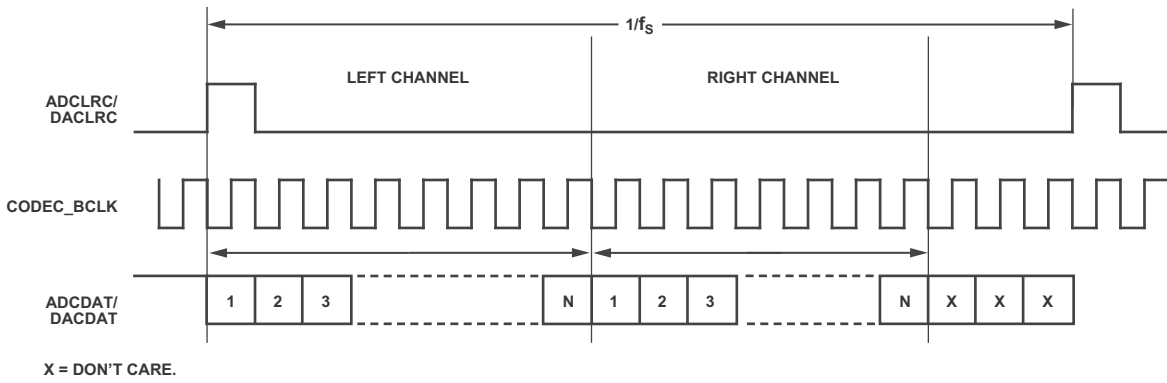 1/fS
LEFT CHANNEL
RIGHT CHANNEL
ADCLRC/
DACLRC
CODEC_BCLK
ADCDAT/
DACDAT
1 2 3 N 1 2 3 N X X X
X = DON'T CARE.